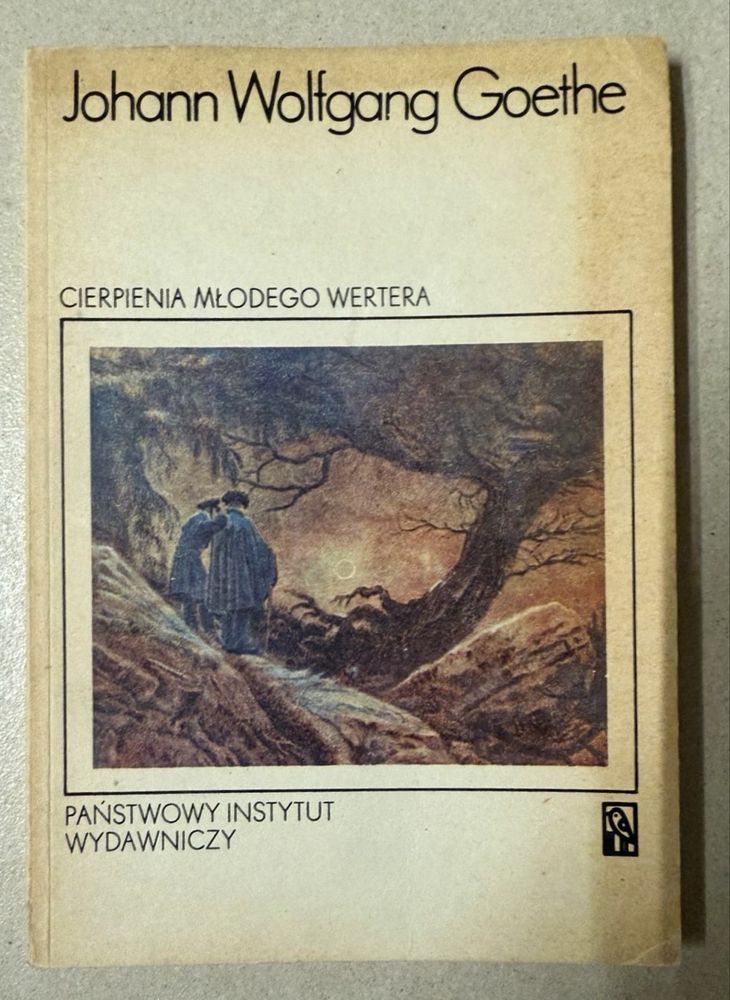 Johann Wolfgang Goethe
CIERPIENIA MŁODEGO WERTERA
PAŃSTWOWY INSTYTUT
WYDAWNICZY